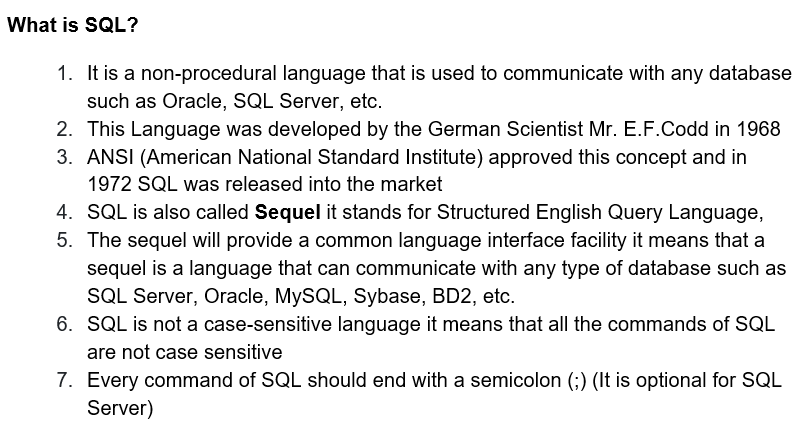 What is SQL?
1. It is a non-procedural language that is used to communicate with any database
such as Oracle, SQL Server, etc.
2. This Language was developed by the German Scientist Mr. E.F.Codd in 1968
3. ANSI (American National Standard Institute) approved this concept and in
1972 SQL was released into the market
4. SQL is also called Sequel it stands for Structured English Query Language,
5. The sequel will provide a common language interface facility it means that a
sequel is a language that can communicate with any type of database such as
SQL Server, Oracle, MySQL, Sybase, BD2, etc.
6. SQL is not a case-sensitive language it means that all the commands of SQL
are not case sensitive
7. Every command of SQL should end with a semicolon (;) (It is optional for SQL
Server)